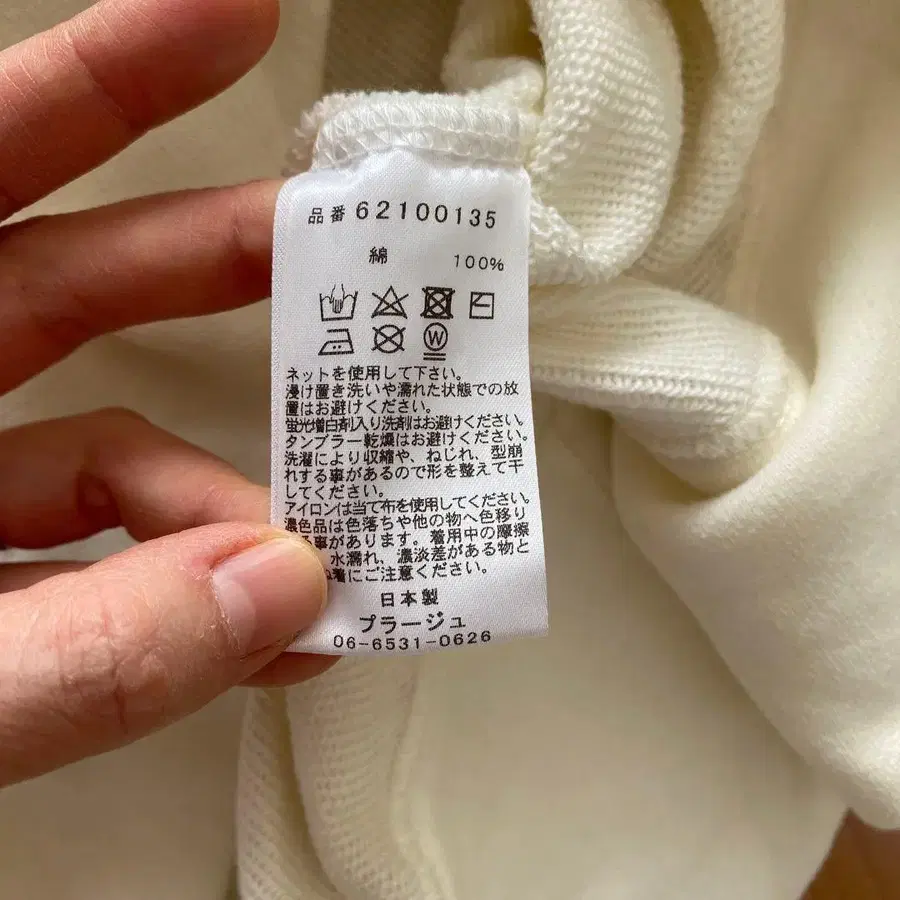 品番 62100135
綿 100%
W
ネットを使用して下さい。
浸け置き洗いや濡れた状態での放
置はお避けください。
蛍光増白剤入り洗剤はお避けください。
タンブラー乾燥はお避けください。
洗濯により収縮や、ねじれ、型崩
れする事があるので形を整えて干
してください。
アイロンは当て布を使用してください。
濃色品は色落ちや他の物へ色移り
る事があります。着用中の摩擦
水濡れ、濃淡差がある物と
着にご注意ください。
日本製
プラージュ
06-6531-0626